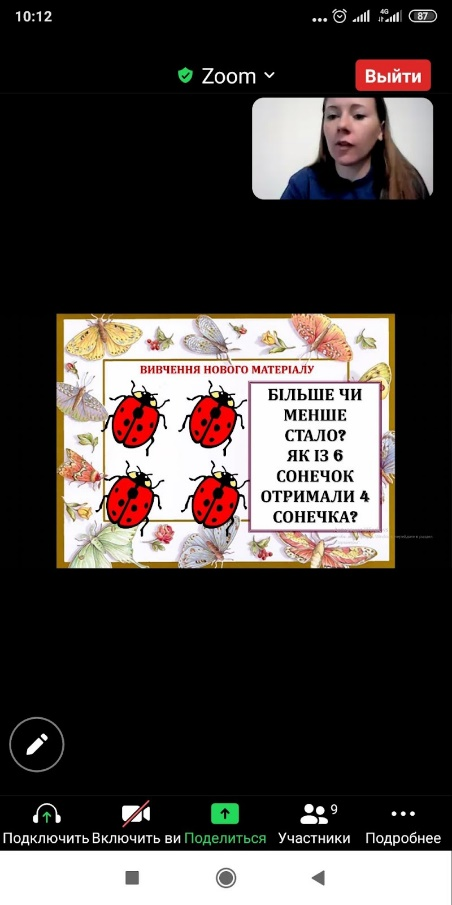 10:12
4G
87
Zoom
Выйти
ВИВЧЕННЯ НОВОГО МАТЕРІАЛУ
БІЛЬШЕ ЧИ
МЕНШЕ
СТАЛО?
ЯК ІЗ 6
СОНЕЧОК
ОТРИМАЛИ 4
СОНЕЧКА?
9
Подключить
Включить ви
Поделиться
Участники
Подробнее